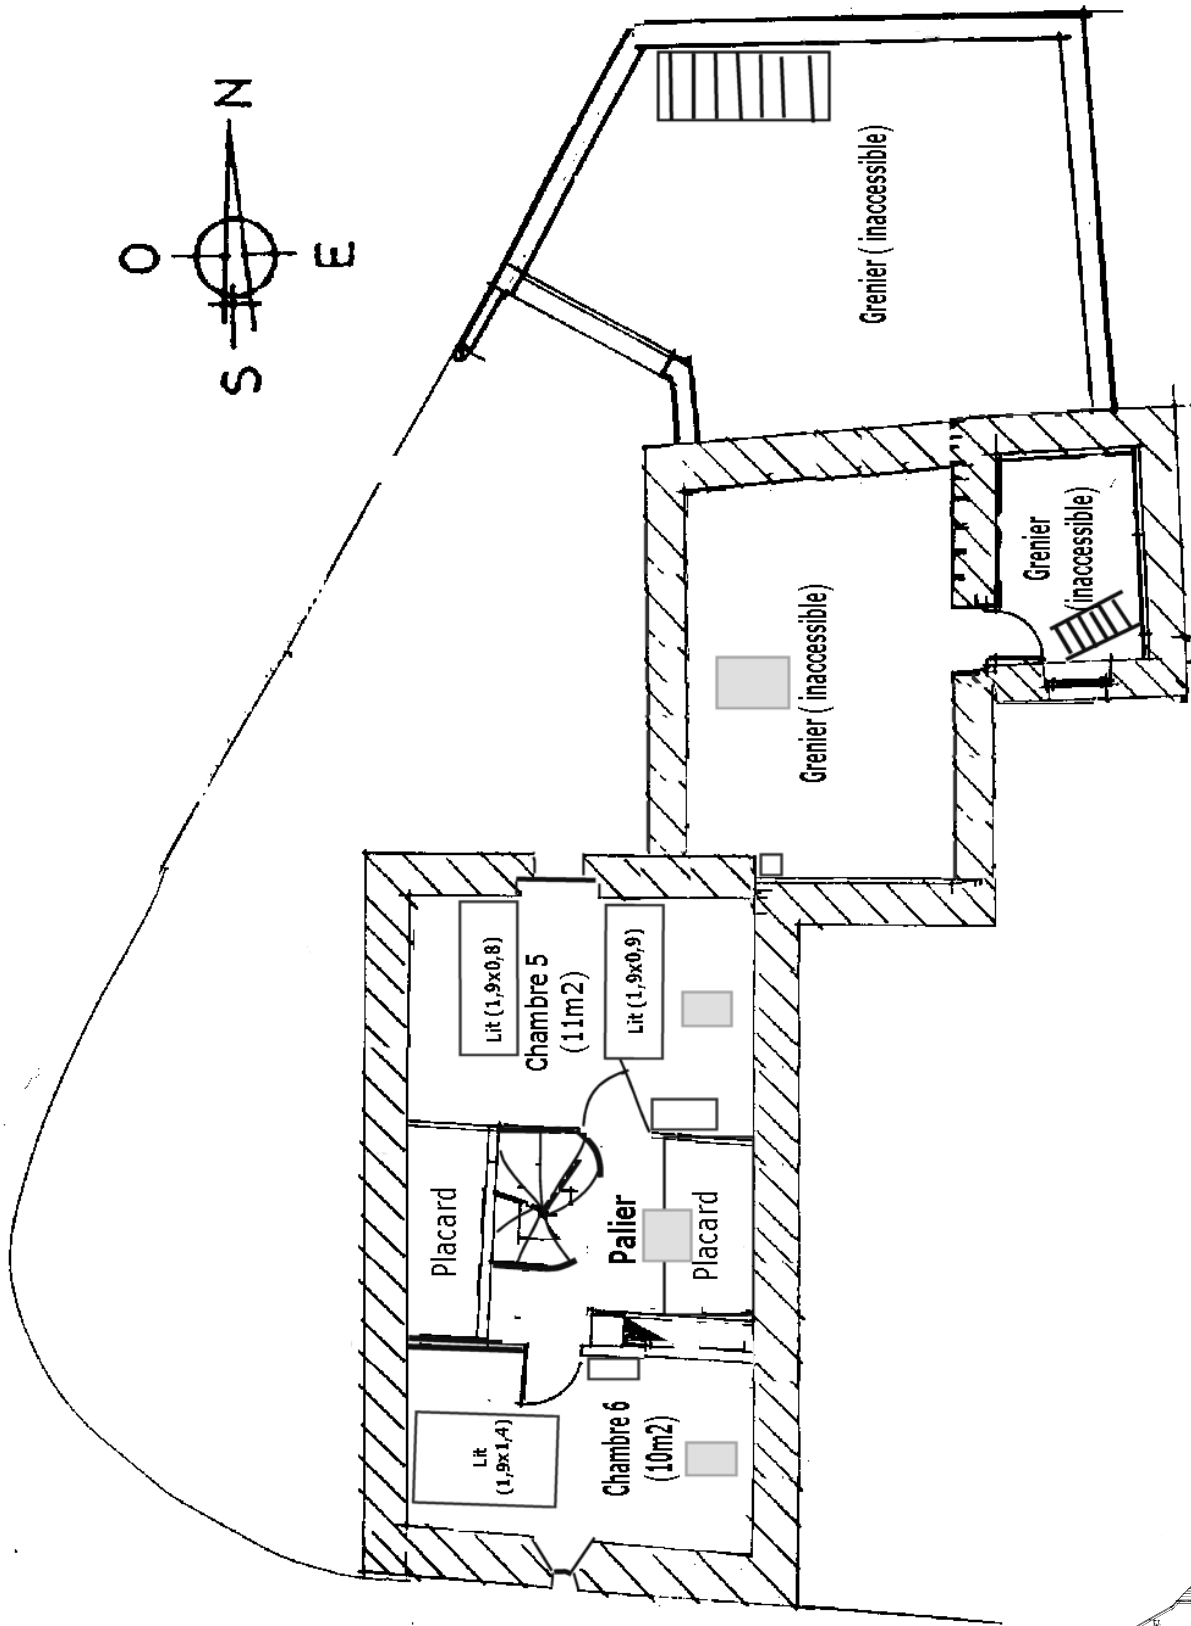 N
O
E
S
Grenier ( inaccessible)
Grenier
(inaccessible)
Grenier ( inaccessible)
Lit (1,9x0,8)
Chambre 5
(11m2)
Lit (1,9x0,9)
Placard
Palier
Placard
Lit
(1,9x1,4)
Chambre 6
(10m2)